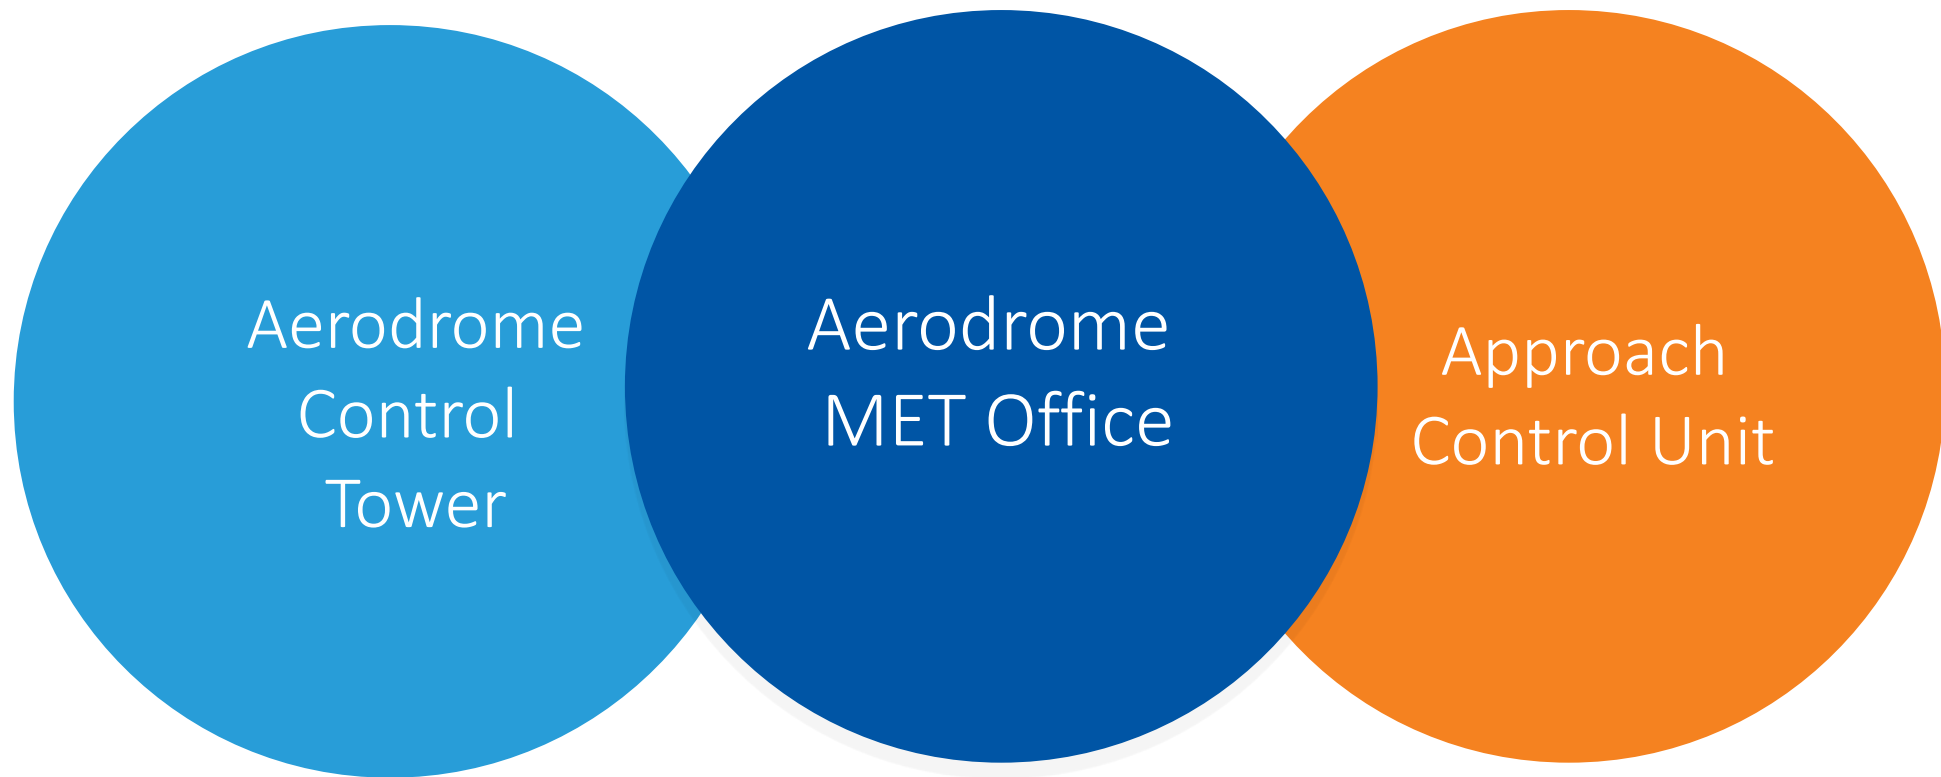 Aerodrome
Control
Tower
Aerodrome
MET Office
Approach
Control Unit